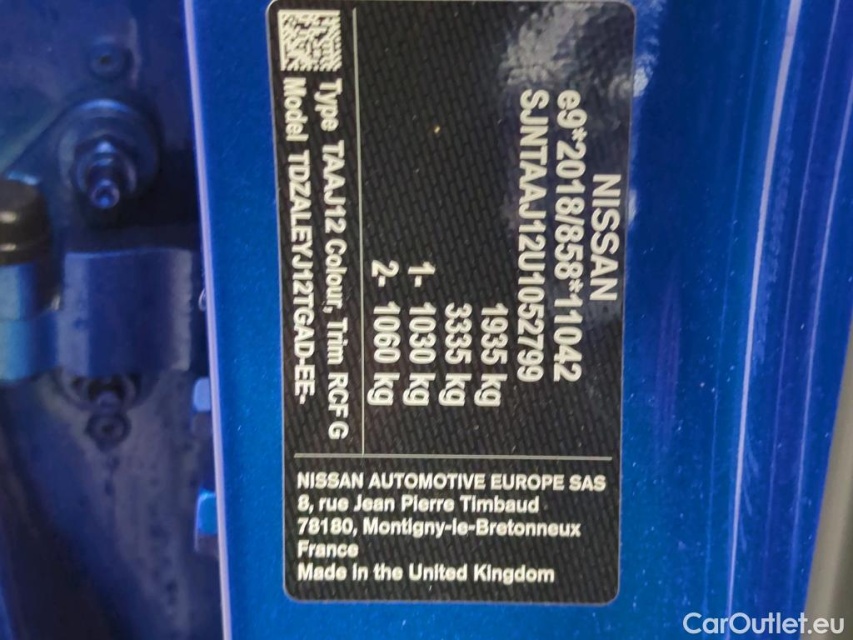 NISSAN
e9*2018/858*11042
SJNTAAJ12U1052799
1935 kg
3335 kg
1- 1030 kg
2- 1060 kg
Type TAAJ12 Colour, Trim RCF G
Model TDZALEYJ12TGAD-EE-
NISSAN AUTOMOTIVE EUROPE SAS
8, rue Jean Pierre Timbaud
78180, Montigny-le-Bretonneux
France
Made in the United Kingdom
CarOutlet.eu